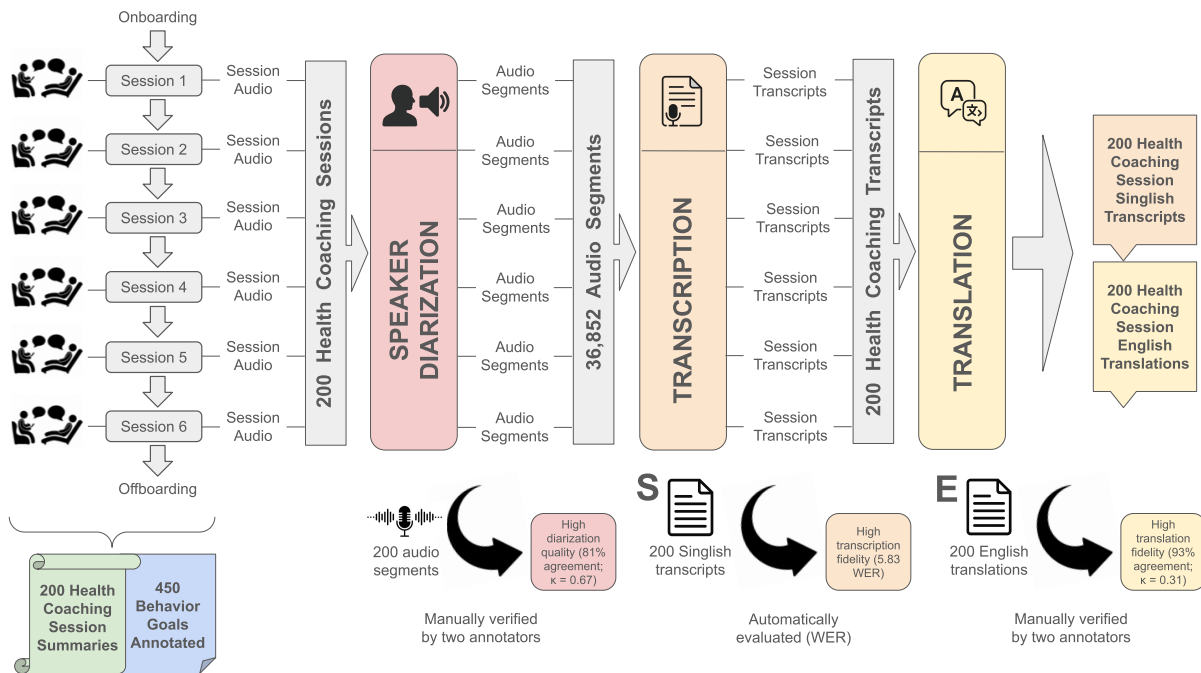 Onboarding
Session 1
Session 2
Session 3
Session 4
Session 5
Session 6
Offboarding
Session
Audio
Session
Audio
Session
Audio
Session
Audio
Session
Audio
Session
Audio
200 Health Coaching Sessions
SPEAKER
DIARIZATION
Audio
Segments
Audio
Segments
Audio
Segments
Audio
Segments
Audio
Segments
Audio
Segments
36,852 Audio Segments
TRANSCRIPTION
Session
Transcripts
Session
Transcripts
Session
Transcripts
Session
Transcripts
Session
Transcripts
Session
Transcripts
200 Health Coaching Transcripts
A
文
TRANSLATION
200 Health
Coaching
Session
Singlish
Transcripts
200 Health
Coaching
Session
English
Translations
200 Health
Coaching
Session
Summaries
450
Behavior
Goals
Annotated
200 audio
segments
High
diarization
quality (81%
agreement;
κ = 0.67)
Manually verified
by two annotators
S
200 Singlish
transcripts
High
transcription
fidelity (5.83
WER)
Automatically
evaluated (WER)
E
200 English
translations
High
translation
fidelity (93%
agreement;
κ = 0.31)
Manually verified
by two annotators